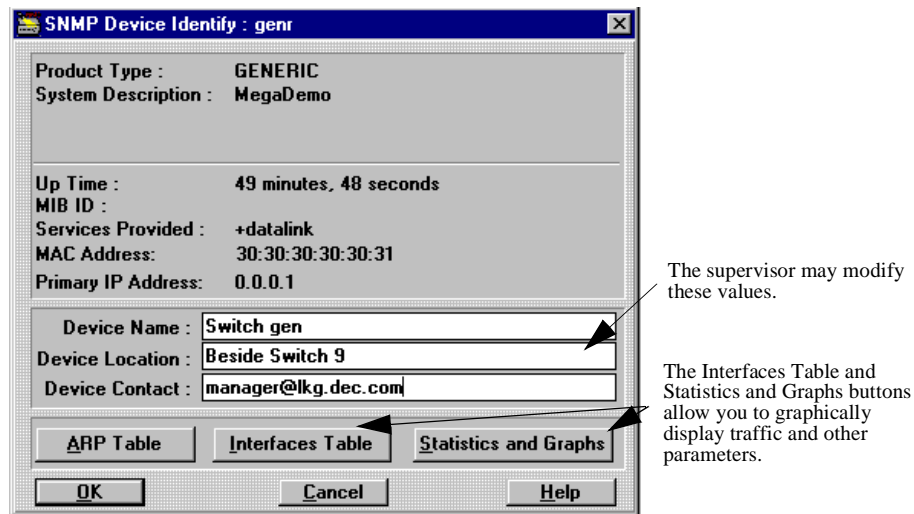 SNMP Device Identify : genr
Product Type : GENERIC
System Description : MegaDemo
Up Time : 49 minutes, 48 seconds
MIB ID :
Services Provided : +datalink
MAC Address: 30:30:30:30:30:31
Primary IP Address: 0.0.0.1
Device Name : Switch gen
Device Location : Beside Switch 9
Device Contact : manager@lkg.dec.com
ARP Table Interfaces Table Statistics and Graphs
OK Cancel Help
The supervisor may modify
these values.
The Interfaces Table and
Statistics and Graphs buttons
allow you to graphically
display traffic and other
parameters.